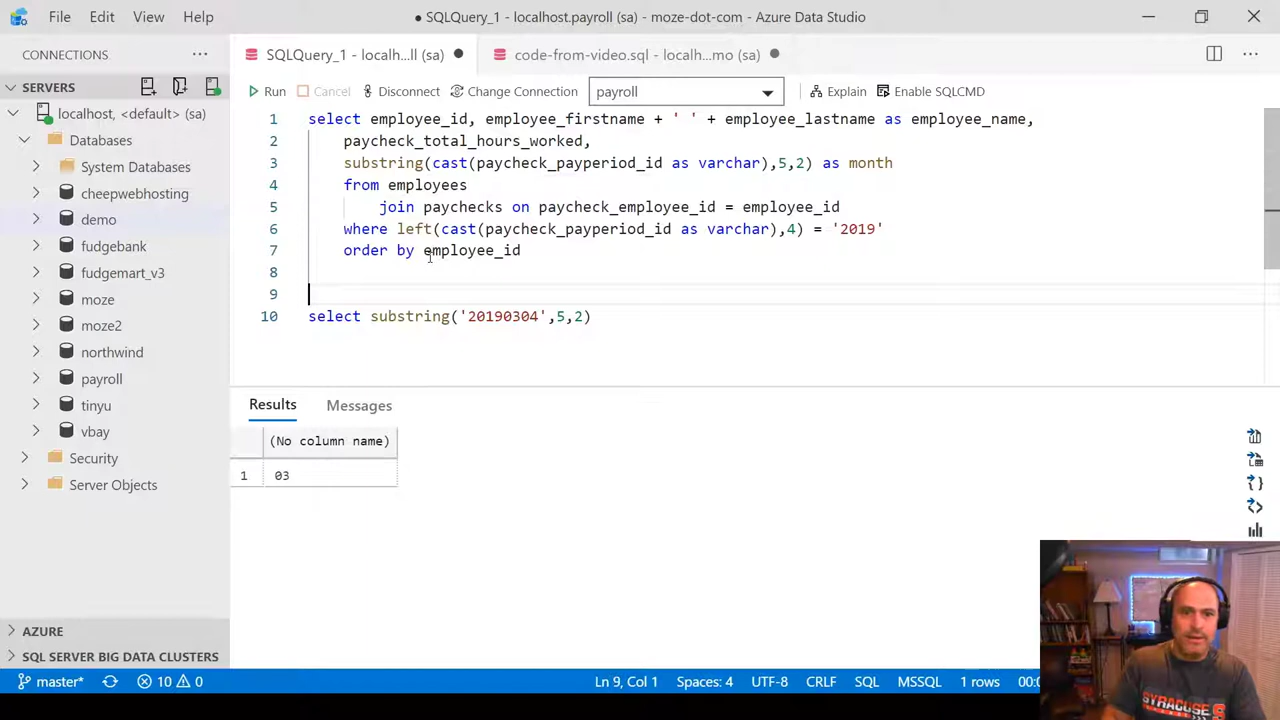 File Edit View Help
● SQLQuery_1 - localhost.payroll (sa) - moze-dot-com - Azure Data Studio
CONNECTIONS
SQLQuery_1 - localh...ll (sa)
code-from-video.sql - localh...mo (sa)
SERVERS
Run Cancel Disconnect Change Connection payroll Explain Enable SQLCMD
localhost, <default> (sa)
Databases
System Databases
cheepwebhosting
demo
fudgebank
fudgemart_v3
moze
moze2
northwind
payroll
tinyu
vbay
Security
Server Objects
AZURE
SQL SERVER BIG DATA CLUSTERS
1 select employee_id, employee_firstname + ' ' + employee_lastname as employee_name,
2 paycheck_total_hours_worked,
3 substring(cast(paycheck_payperiod_id as varchar),5,2) as month
4 from employees
5 join paychecks on paycheck_employee_id = employee_id
6 where left(cast(paycheck_payperiod_id as varchar),4) = '2019'
7 order by employee_id
8
9
10 select substring('20190304',5,2)
Results Messages
(No column name)
1 03
master* 10 0
Ln 9, Col 1 Spaces: 4 UTF-8 CRLF SQL MSSQL 1 rows
SYRACUSE